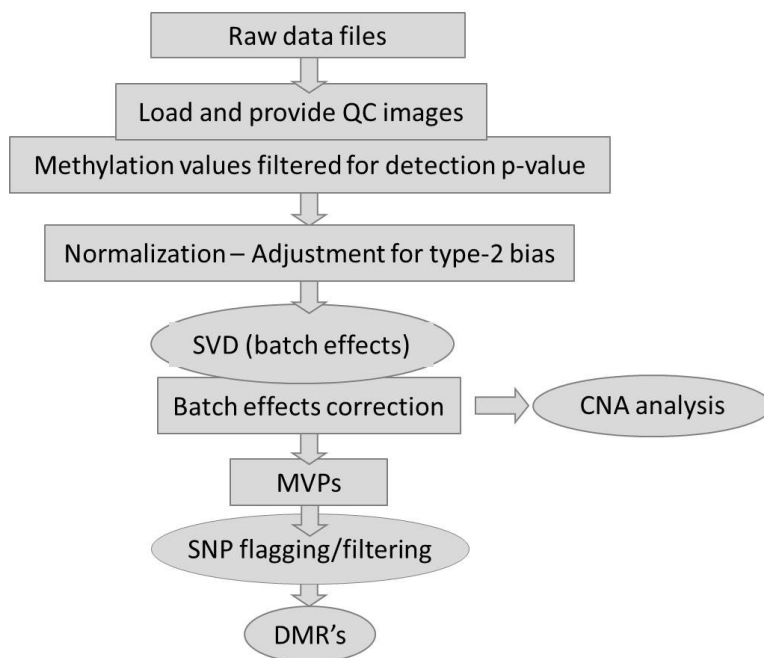 Raw data files
Load and provide QC images
Methylation values filtered for detection p-value
Normalization – Adjustment for type-2 bias
SVD (batch effects)
Batch effects correction
CNA analysis
MVPs
SNP flagging/filtering
DMR's